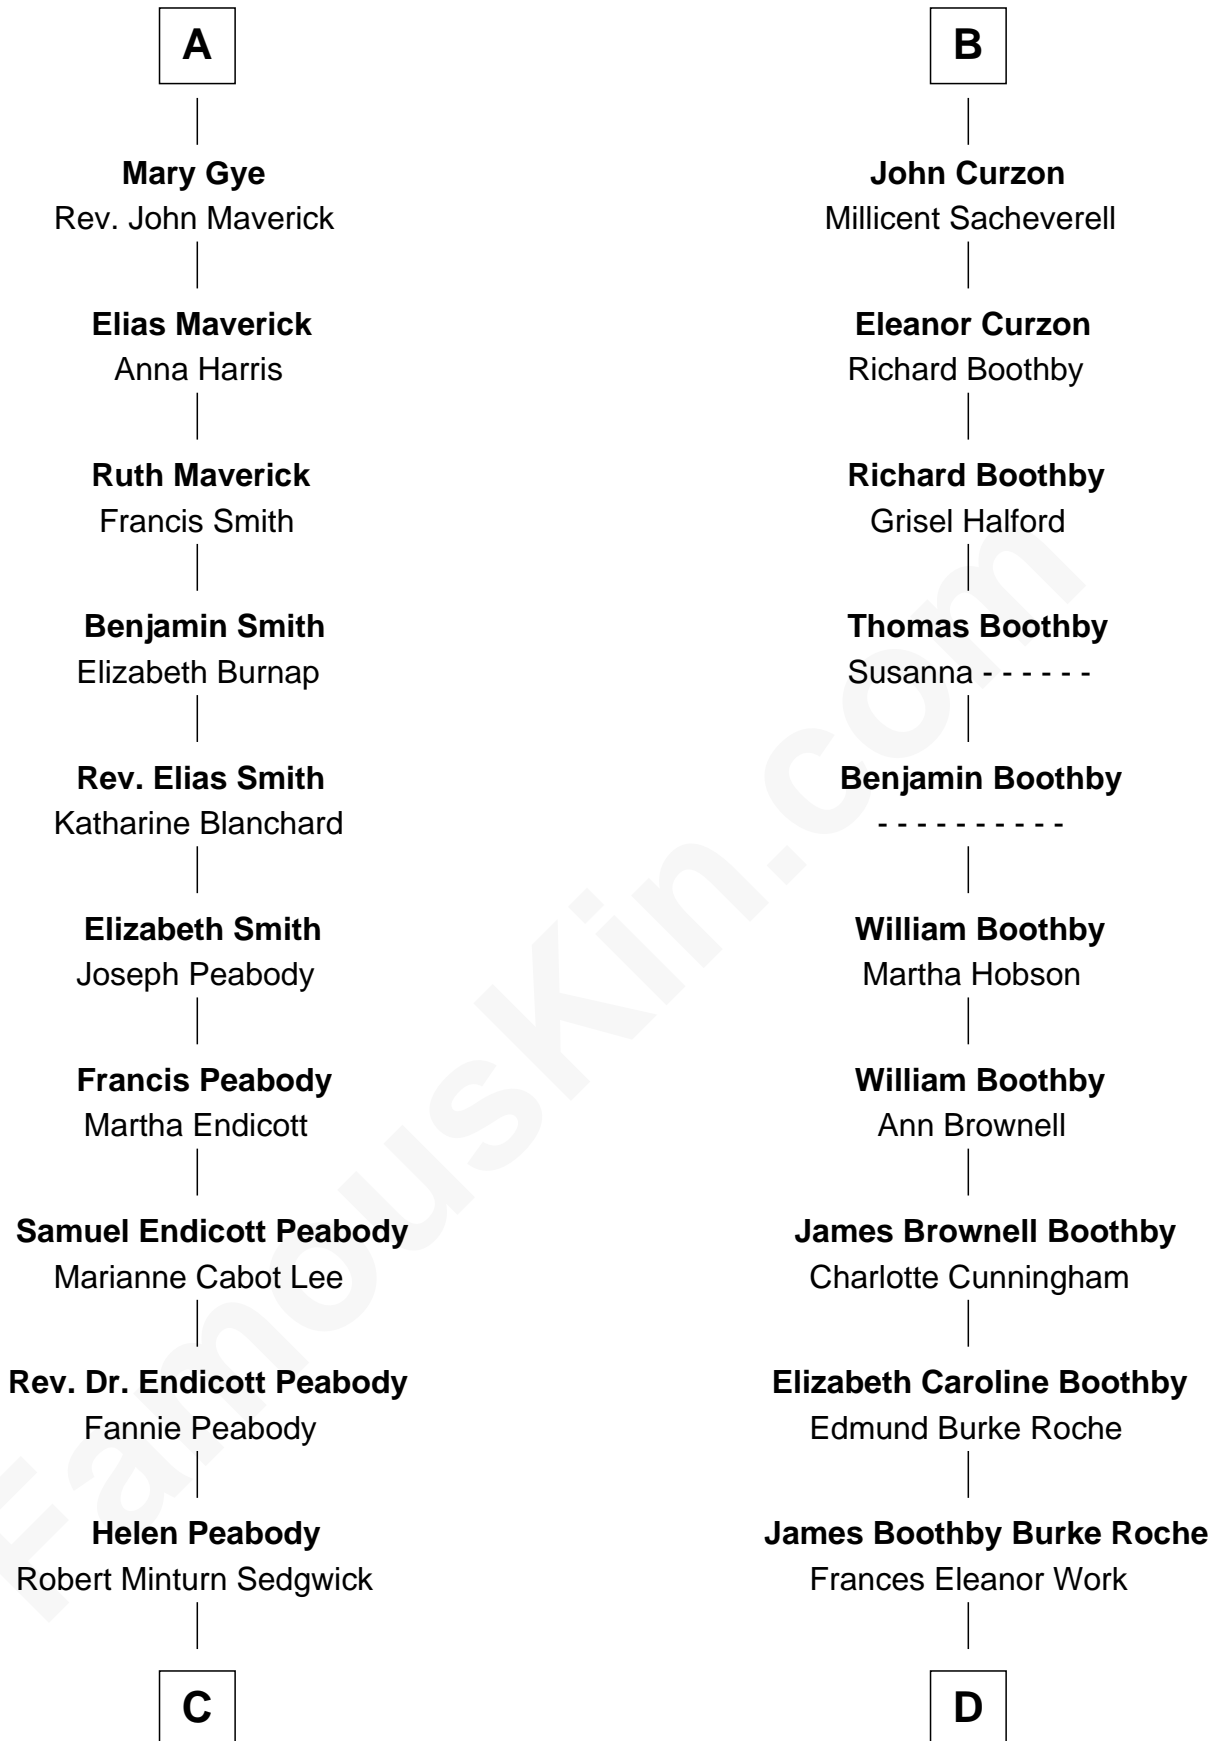 A
Mary Gye
Rev. John Maverick
Elias Maverick
Anna Harris
Ruth Maverick
Francis Smith
Benjamin Smith
Elizabeth Burnap
Rev. Elias Smith
Katharine Blanchard
Elizabeth Smith
Joseph Peabody
Francis Peabody
Martha Endicott
Samuel Endicott Peabody
Marianne Cabot Lee
Rev. Dr. Endicott Peabody
Fannie Peabody
Helen Peabody
Robert Minturn Sedgwick
C
B
John Curzon
Millicent Sacheverell
Eleanor Curzon
Richard Boothby
Richard Boothby
Grisel Halford
Thomas Boothby
Susanna - - - - - -
Benjamin Boothby
- - - - - - - - - -
William Boothby
Martha Hobson
William Boothby
Ann Brownell
James Brownell Boothby
Charlotte Cunningham
Elizabeth Caroline Boothby
Edmund Burke Roche
James Boothby Burke Roche
Frances Eleanor Work
D
FamousKin.com